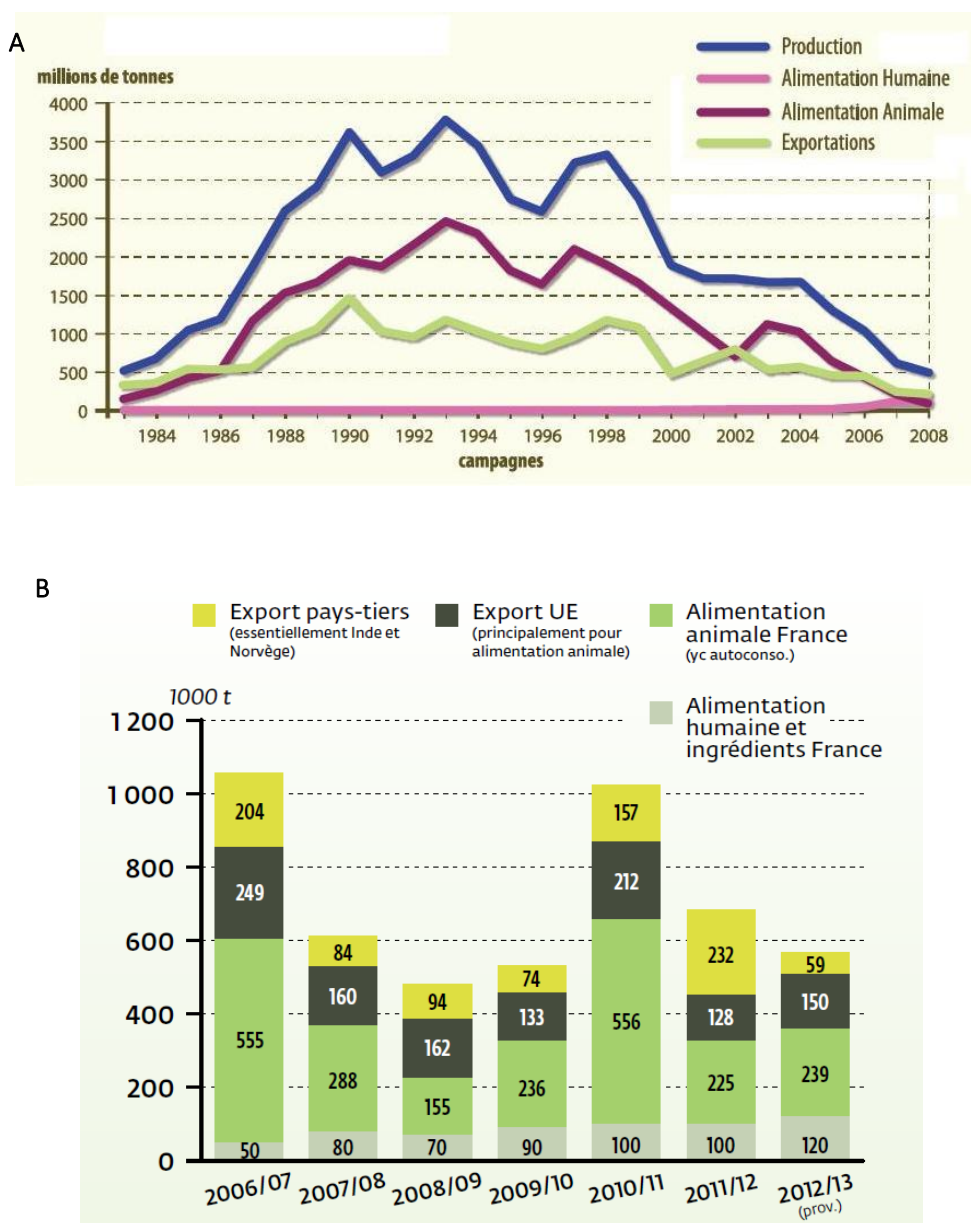 A
millions de tonnes
Production
Alimentation Humaine
Alimentation Animale
Exportations
4000
3500
3000
2500
2000
1500
1000
500
0
1984 1986 1988 1990 1992 1994 1996 1998 2000 2002 2004 2006 2008
campagnes
B
Export pays-tiers
(essentiellement Inde et
Norvège)
Export UE
(principalement pour
alimentation animale)
Alimentation
animale France
(yc autoconso.)
Alimentation
humaine et
ingrédients France
1000 t
1200
1000
800
600
400
200
0
204
249
555
50
84
160
288
80
94
162
155
70
74
133
236
90
157
212
556
100
232
128
225
100
59
150
239
120
2006/07 2007/08 2008/09 2009/10 2010/11 2011/12 2012/13
(prov.)